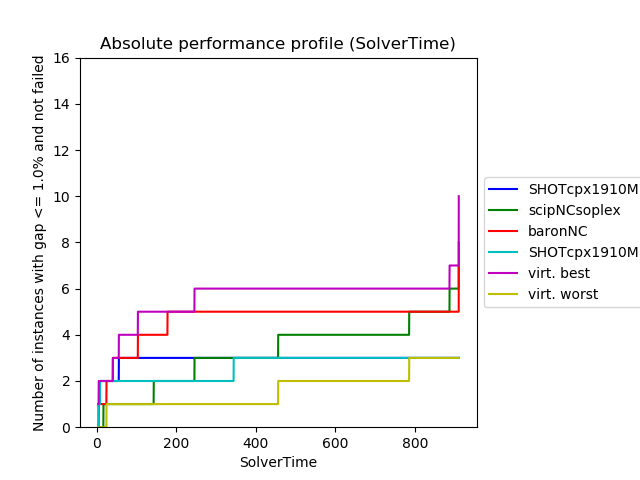 Absolute performance profile (SolverTime)
Number of instances with gap <= 1.0% and not failed
16
14
12
10
8
6
4
2
0
0 200 400 600 800
SolverTime
SHOTcpx1910M
scipNCsoplex
baronNC
SHOTcpx1910M
virt. best
virt. worst